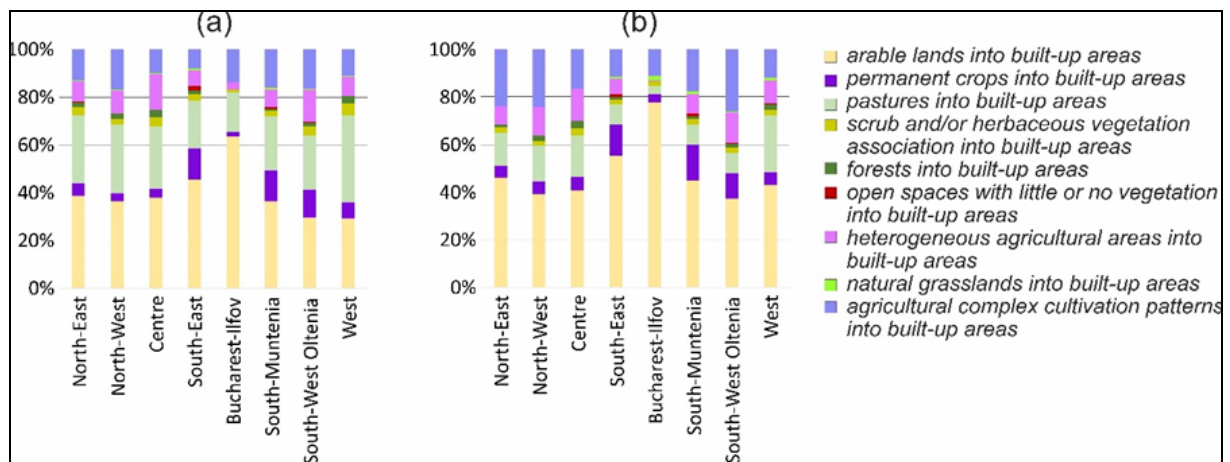 (a)
100%
80%
60%
40%
20%
0%
North-East
North-West
Centre
South-East
Bucharest-Ilfov
South-Muntenia
South-West Oltenia
West
(b)
100%
80%
60%
40%
20%
0%
North-East
North-West
Centre
South-East
Bucharest-Ilfov
South-Muntenia
South-West Oltenia
West
arable lands into built-up areas
permanent crops into built-up areas
pastures into built-up areas
scrub and/or herbaceous vegetation
association into built-up areas
forests into built-up areas
open spaces with little or no vegetation
into built-up areas
heterogeneous agricultural areas into
built-up areas
natural grasslands into built-up areas
agricultural complex cultivation patterns
into built-up areas